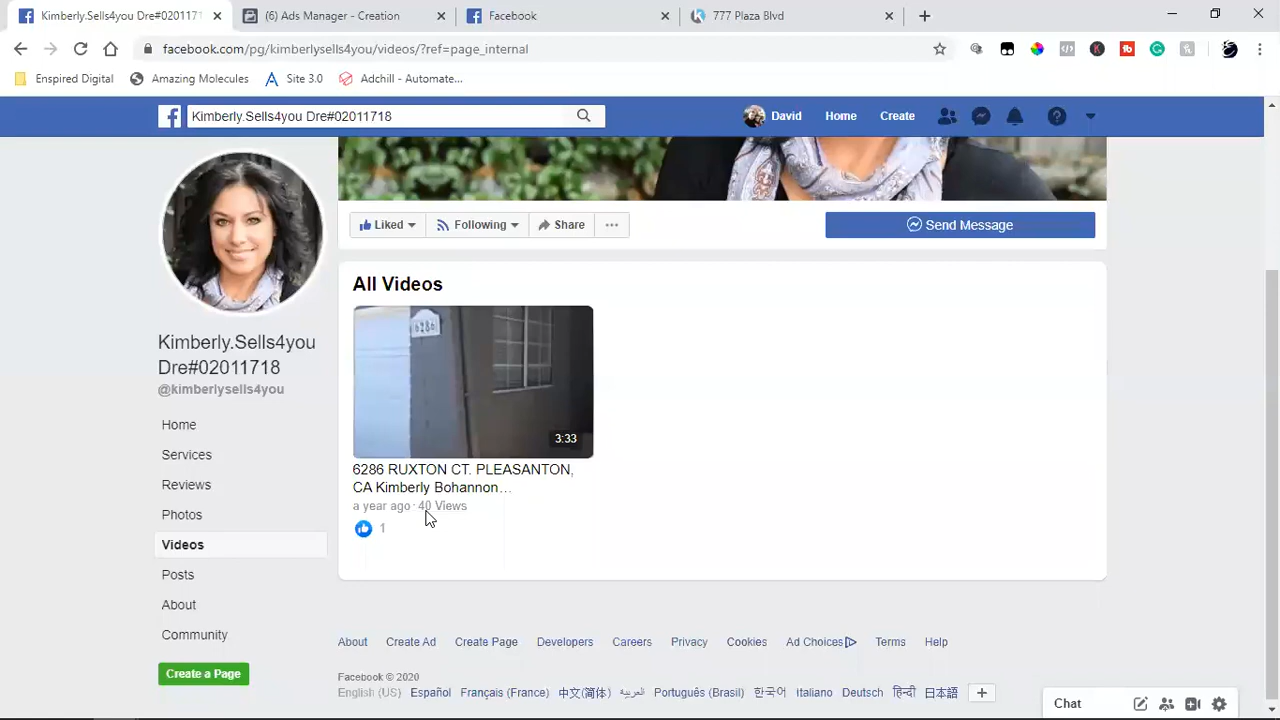 Kimberly.Sells4you Dre#0201171
(6) Ads Manager - Creation
Facebook
777 Plaza Blvd
facebook.com/pg/kimberlysells4you/videos/?ref=page_internal
Enspired Digital
Amazing Molecules
Site 3.0
Adchill - Automate...
Kimberly.Sells4you Dre#02011718
David
Home
Create
Liked
Following
Share
Send Message
All Videos
6286
3:33
6286 RUXTON CT. PLEASANTON,
CA Kimberly Bohannon...
a year ago · 40 Views
1
Kimberly.Sells4you
Dre#02011718
@kimberlysells4you
Home
Services
Reviews
Photos
Videos
Posts
About
Community
Create a Page
About
Create Ad
Create Page
Developers
Careers
Privacy
Cookies
Ad Choices
Terms
Help
Facebook © 2020
English (US)
Español
Français (France)
中文(简体)
العربية
Português (Brasil)
한국어
Italiano
Deutsch
हिन्दी
日本語
Chat